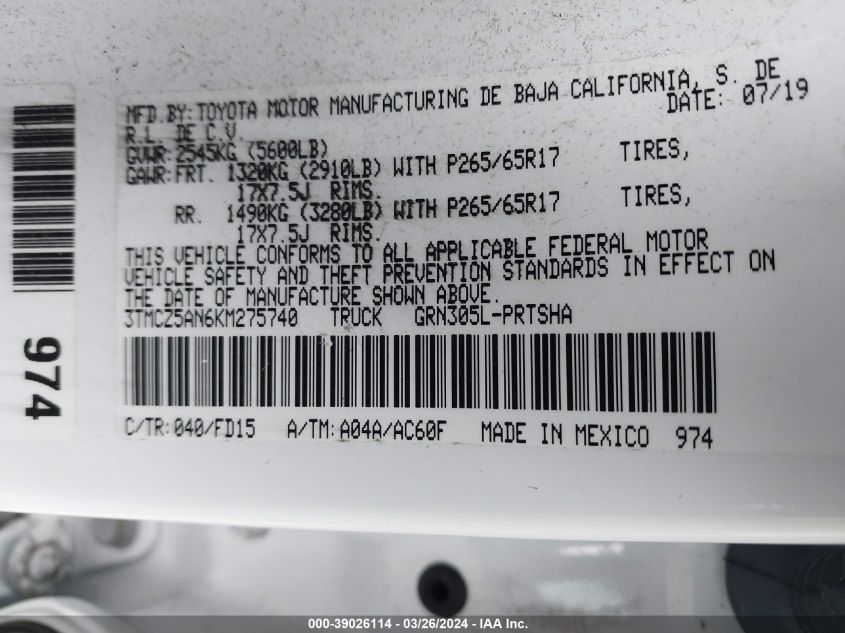 MFD.BY:TOYOTA MOTOR MANUFACTURING DE BAJA CALIFORNIA, S. DE
R.L. DE C.V. DATE: 07/19
GVWR:2545KG (5600LB)
GAWR:FRT. 1320KG (2910LB) WITH P265/65R17 TIRES,
17X7.5J RIMS.
RR. 1490KG (3280LB) WITH P265/65R17 TIRES,
17X7.5J RIMS.
THIS VEHICLE CONFORMS TO ALL APPLICABLE FEDERAL MOTOR
VEHICLE SAFETY AND THEFT PREVENTION STANDARDS IN EFFECT ON
THE DATE OF MANUFACTURE SHOWN ABOVE.
3TMCZ5AN6KM275740 TRUCK GRN305L-PRTSHA
C/TR:040/FD15 A/TM:A04A/AC60F MADE IN MEXICO 974
974
000-39026114 - 03/26/2024 - IAA Inc.